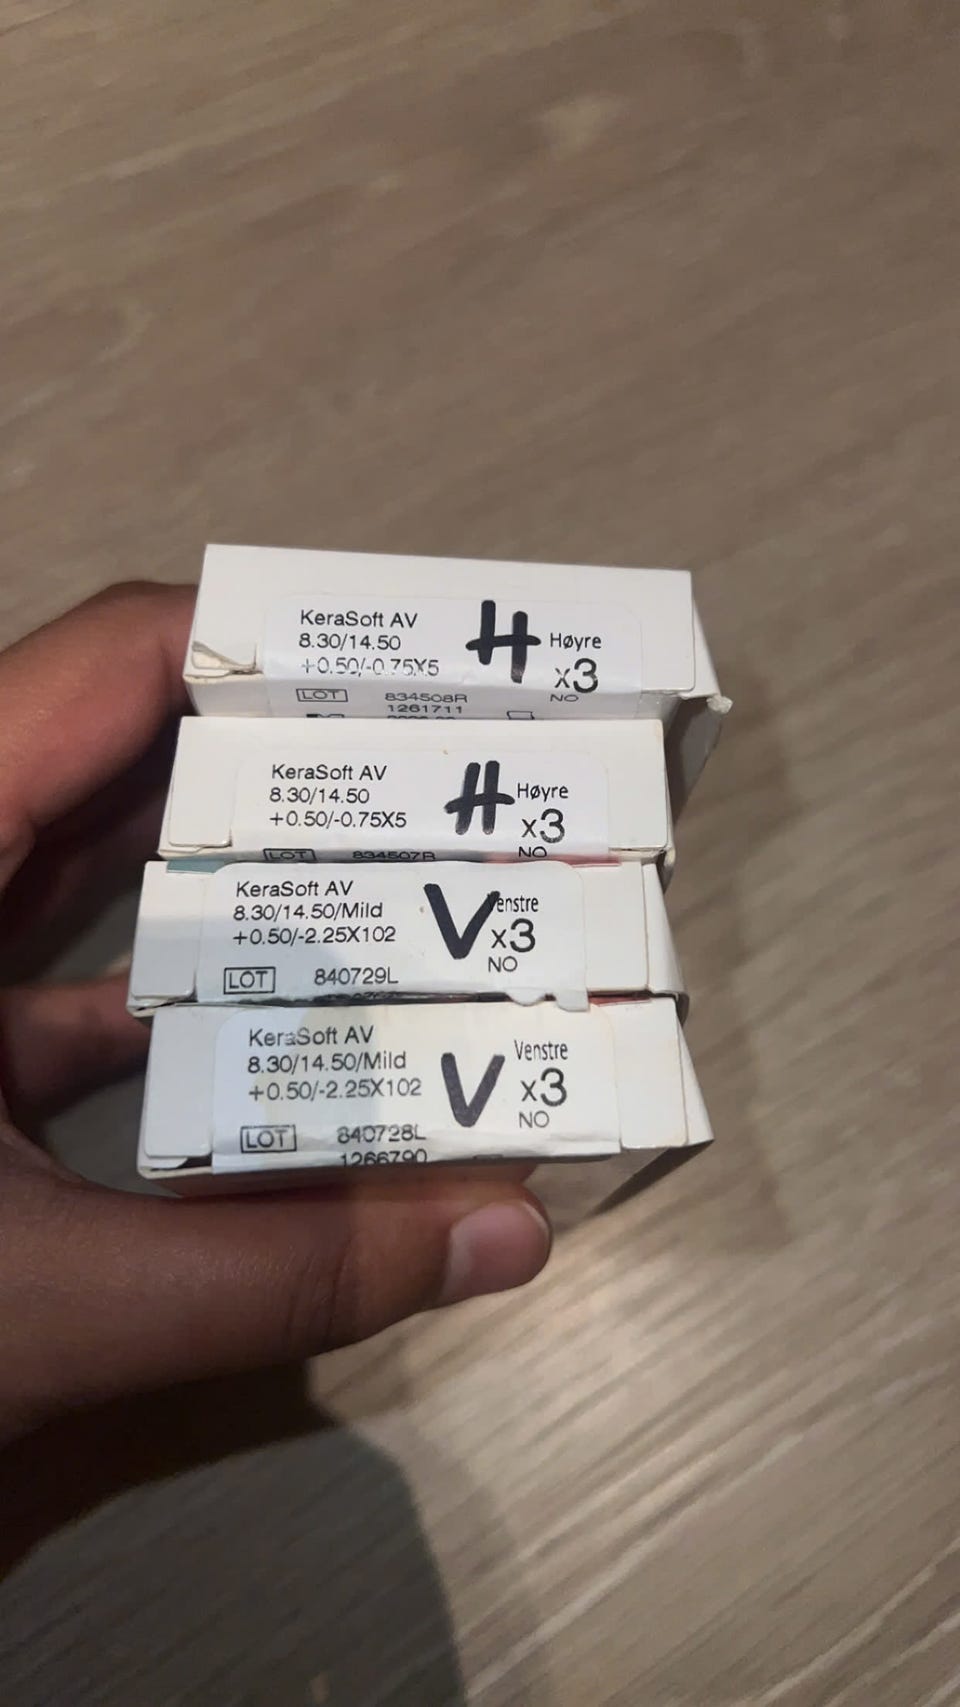 KeraSoft AV
8.30/14.50
+0.50/-0.75X5
H Høyre
x3
NO
LOT 834508R
1261711
KeraSoft AV
8.30/14.50
+0.50/-0.75X5
H Høyre
x3
NO
LOT 834507R
KeraSoft AV
8.30/14.50/Mild
+0.50/-2.25X102
V Venstre
x3
NO
LOT 840729L
KeraSoft AV
8.30/14.50/Mild
+0.50/-2.25X102
V Venstre
x3
NO
LOT 840728L
1266790